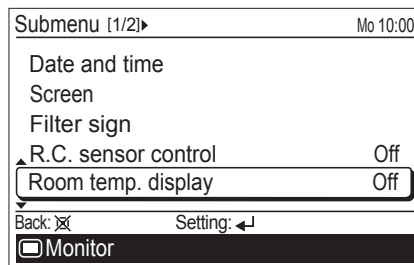 Submenu [1/2]▸ Mo 10:00
Date and time
Screen
Filter sign
R.C. sensor control Off
Room temp. display Off
Back: Setting:
Monitor